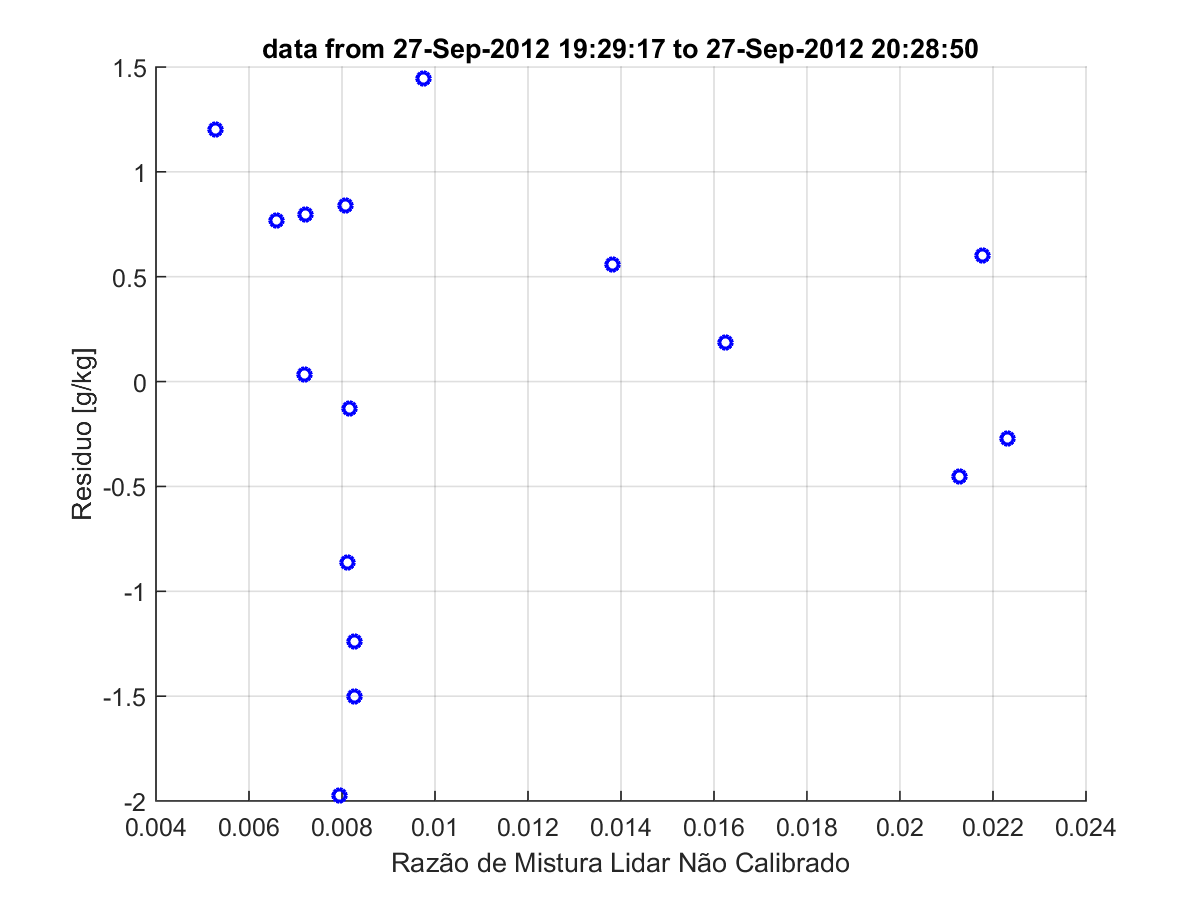 data from 27-Sep-2012 19:29:17 to 27-Sep-2012 20:28:50
1.5
1
0.5
0
-0.5
-1
-1.5
-2
Residuo [g/kg]
0.004 0.006 0.008 0.01 0.012 0.014 0.016 0.018 0.02 0.022 0.024
Razão de Mistura Lidar Não Calibrado